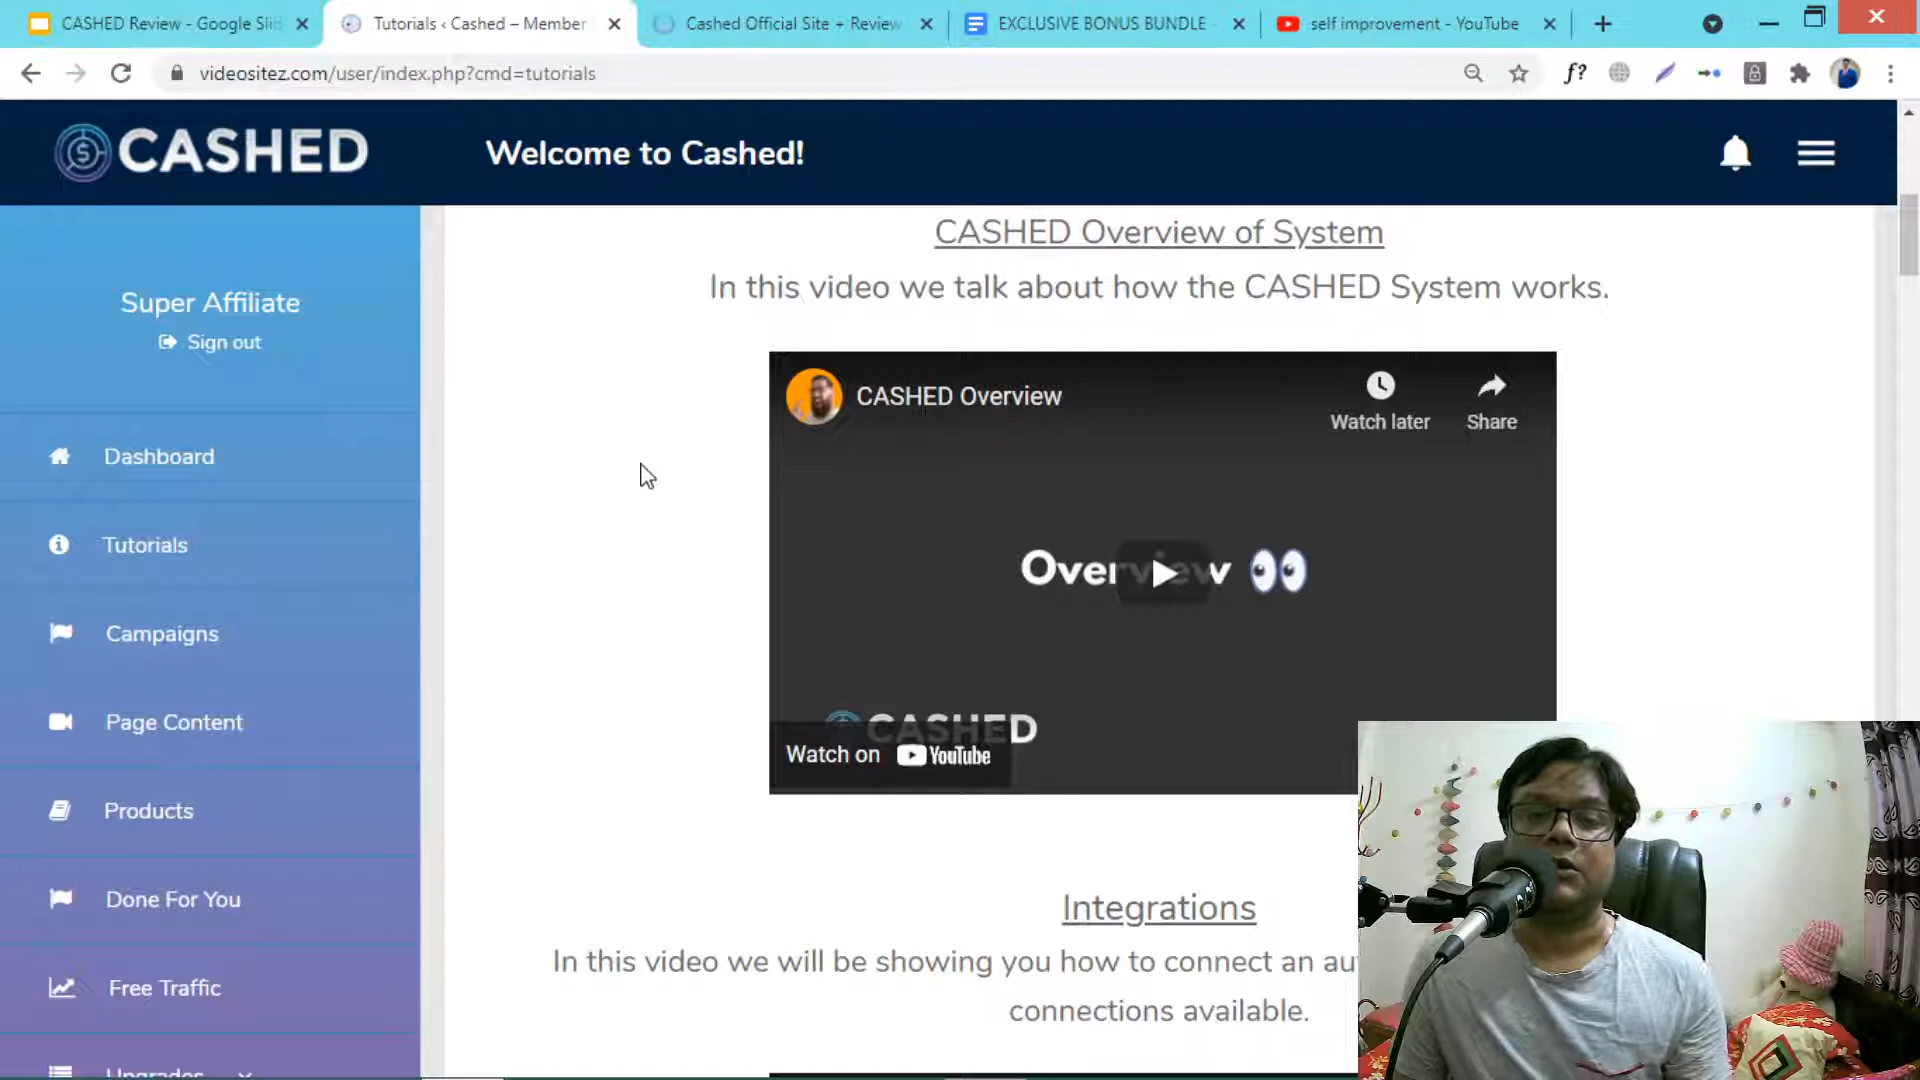 CASHED Review - Google Slid
Tutorials ‹ Cashed – Member
Cashed Official Site + Review
EXCLUSIVE BONUS BUNDLE -
self improvement - YouTube
videositez.com/user/index.php?cmd=tutorials
f?
CASHED
Welcome to Cashed!
Super Affiliate
Sign out
Dashboard
Tutorials
Campaigns
Page Content
Products
Done For You
Free Traffic
Upgrades
CASHED Overview of System
In this video we talk about how the CASHED System works.
CASHED Overview
Watch later
Share
Overview 👀
CASHED
Watch on YouTube
Integrations
In this video we will be showing you how to connect an au
connections available.